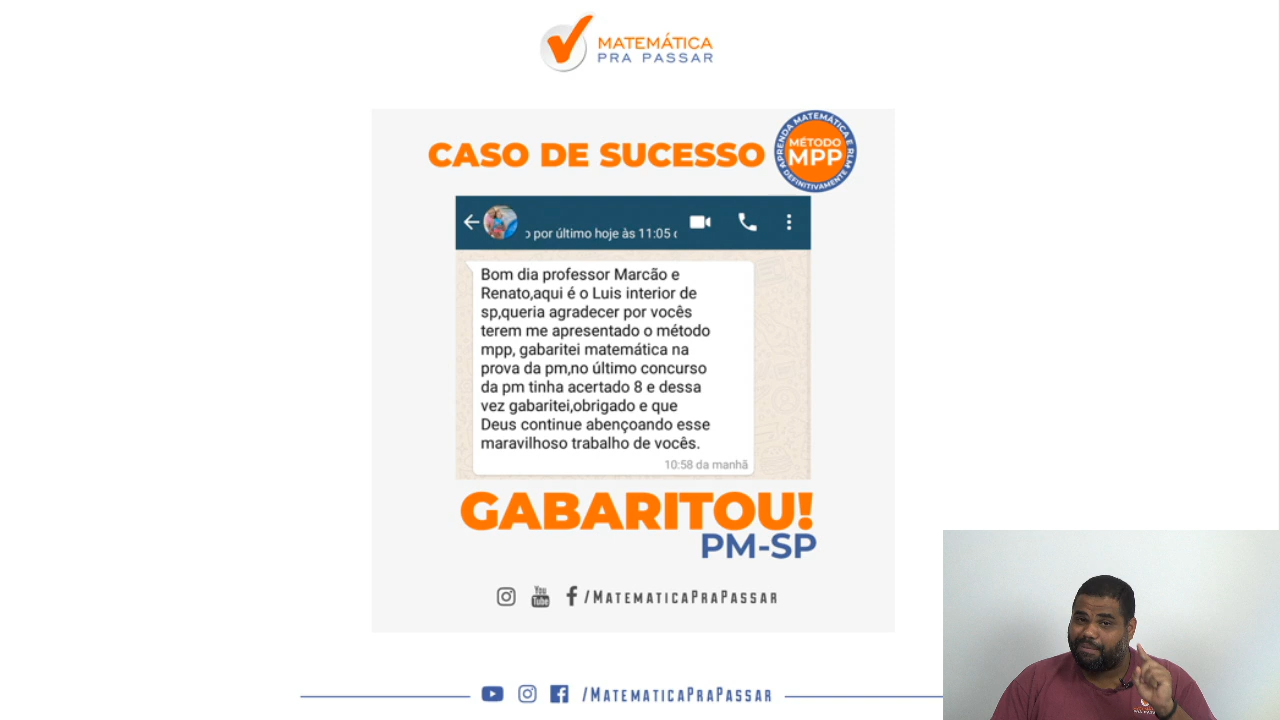 MATEMÁTICA
PRA PASSAR
CASO DE SUCESSO
APRENDA MATEMÁTICA E RLM
MÉTODO
MPP
DEFINITIVAMENTE
por último hoje às 11:05
Bom dia professor Marcão e
Renato,aqui é o Luis interior de
sp,queria agradecer por vocês
terem me apresentado o método
mpp, gabaritei matemática na
prova da pm,no último concurso
da pm tinha acertado 8 e dessa
vez gabaritei,obrigado e que
Deus continue abençoando esse
maravilhoso trabalho de vocês.
10:58 da manhã
GABARITOU!
PM-SP
You
Tube
f/MATEMATICAPRAPASSAR
/MATEMATICAPRAPASSAR